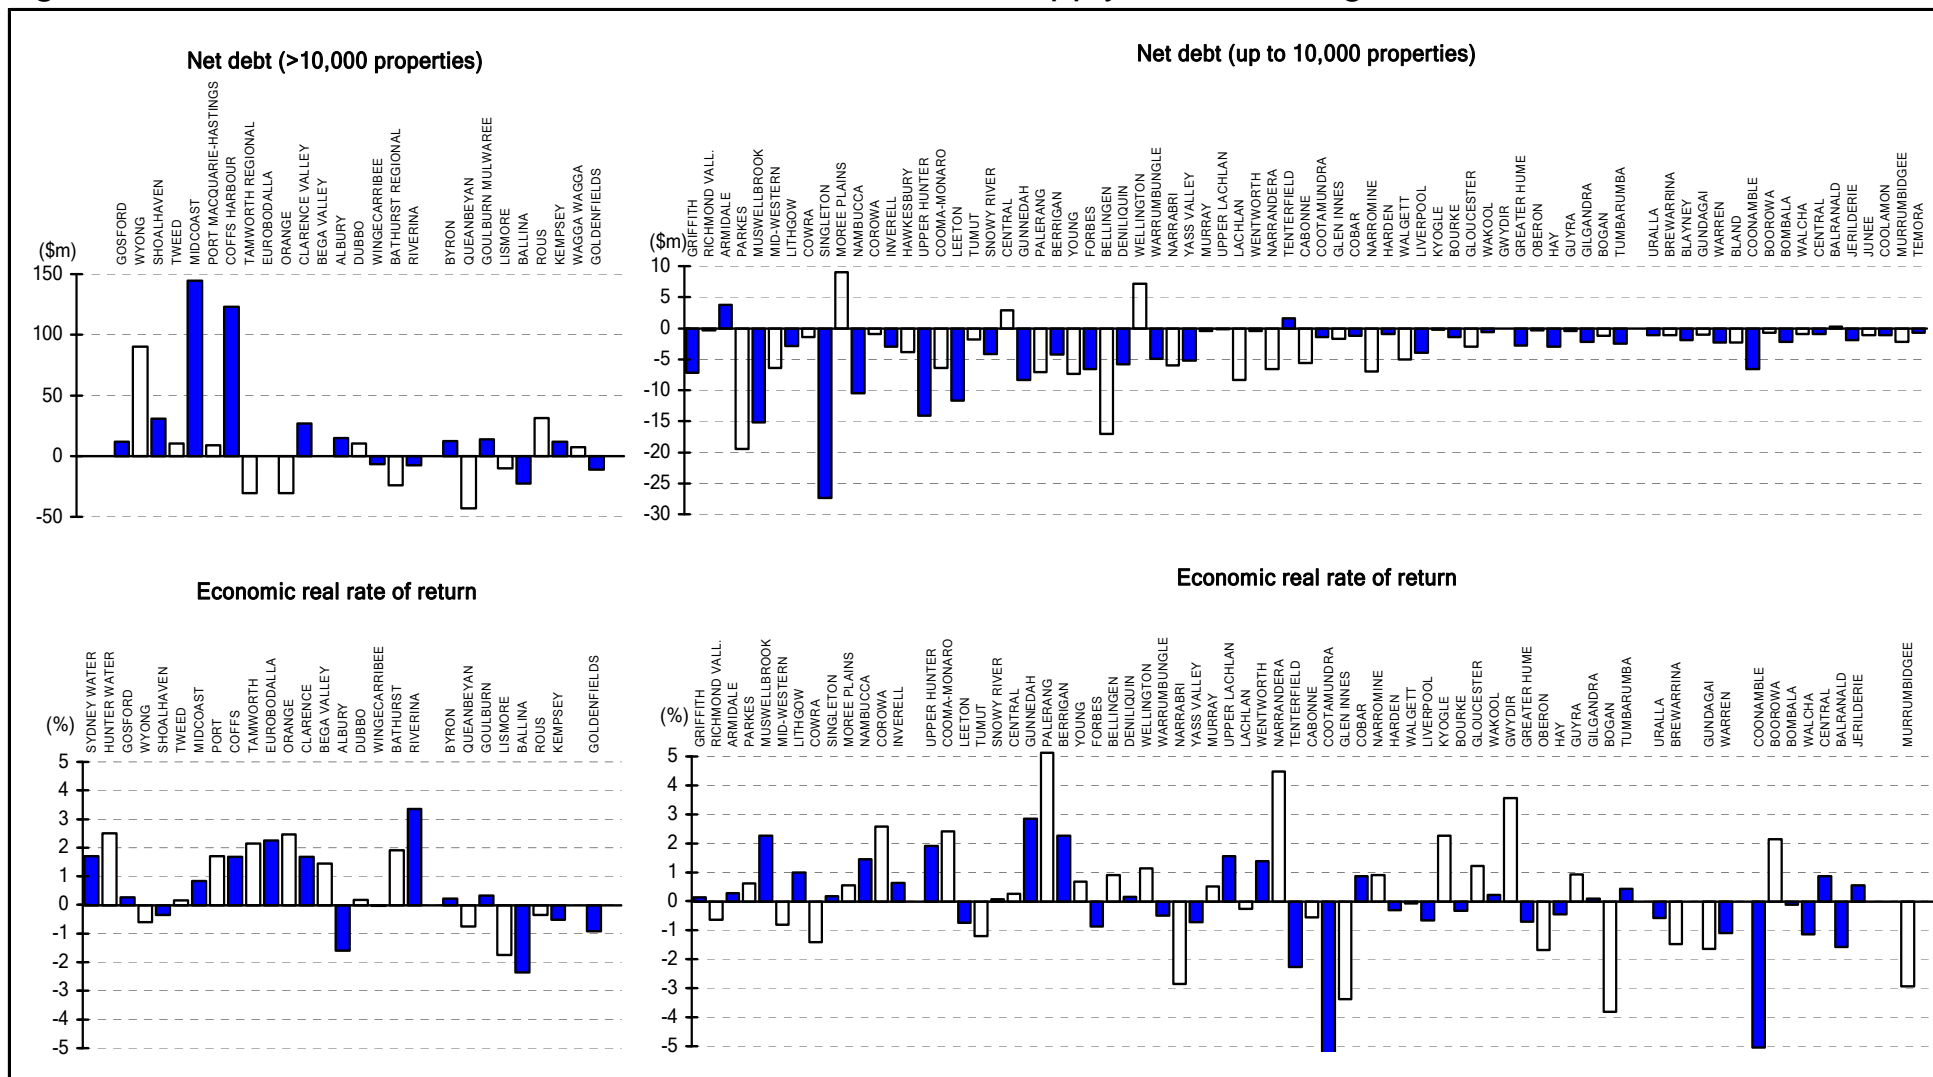 Net debt (>10,000 properties)
($m)
GOSFORD
WYONG
SHOALHAVEN
TWEED
MIDCOAST
PORT MACQUARIE-HASTINGS
COFFS HARBOUR
TAMWORTH REGIONAL
EUROBODALLA
ORANGE
CLARENCE VALLEY
BEGA VALLEY
ALBURY
DUBBO
WINGECARRIBEE
BATHURST REGIONAL
RIVERINA
BYRON
QUEANBEYAN
GOULBURN MULWAREE
LISMORE
BALLINA
ROUS
KEMPSEY
WAGGA WAGGA
GOLDENFIELDS
150
100
50
0
-50
Net debt (up to 10,000 properties)
($m)
GRIFFITH
RICHMOND VALL.
ARMIDALE
PARKES
MUSWELLBROOK
MID-WESTERN
LITHGOW
COWRA
SINGLETON
MOREE PLAINS
NAMBUCCA
COROWA
INVERELL
HAWKESBURY
UPPER HUNTER
COOMA-MONARO
LEETON
TUMUT
SNOWY RIVER
CENTRAL
GUNNEDAH
PALERANG
BERRIGAN
YOUNG
FORBES
BELLINGEN
DENILIQUIN
WELLINGTON
WARRUMBUNGLE
NARRABRI
YASS VALLEY
MURRAY
UPPER LACHLAN
LACHLAN
WENTWORTH
NARRANDERA
TENTERFIELD
CABONNE
COOTAMUNDRA
GLEN INNES
COBAR
NARROMINE
HARDEN
WALGETT
LIVERPOOL
KYOGLE
BOURKE
GLOUCESTER
WAKOOL
GWYDIR
GREATER HUME
OBERON
HAY
GUYRA
GILGANDRA
BOGAN
TUMBARUMBA
URALLA
BREWARRINA
BLAYNEY
GUNDAGAI
WARREN
BLAND
COONAMBLE
BOOROWA
BOMBALA
WALCHA
CENTRAL
BALRANALD
JERILDERIE
JUNEE
COOLAMON
MURRUMBIDGEE
TEMORA
10
5
0
-5
-10
-15
-20
-25
-30
Economic real rate of return
(%)
SYDNEY WATER
HUNTER WATER
GOSFORD
WYONG
SHOALHAVEN
TWEED
MIDCOAST
PORT
COFFS
TAMWORTH
EUROBODALLA
ORANGE
CLARENCE
BEGA VALLEY
ALBURY
DUBBO
WINGECARRIBEE
BATHURST
RIVERINA
BYRON
QUEANBEYAN
GOULBURN
LISMORE
BALLINA
ROUS
KEMPSEY
GOLDENFIELDS
5
4
3
2
1
0
-1
-2
-3
-4
-5
Economic real rate of return
(%)
GRIFFITH
RICHMOND VALL.
ARMIDALE
PARKES
MUSWELLBROOK
MID-WESTERN
LITHGOW
COWRA
SINGLETON
MOREE PLAINS
NAMBUCCA
COROWA
INVERELL
UPPER HUNTER
COOMA-MONARO
LEETON
TUMUT
SNOWY RIVER
CENTRAL
GUNNEDAH
PALERANG
BERRIGAN
YOUNG
FORBES
BELLINGEN
DENILIQUIN
WELLINGTON
WARRUMBUNGLE
NARRABRI
YASS VALLEY
MURRAY
UPPER LACHLAN
LACHLAN
WENTWORTH
NARRANDERA
TENTERFIELD
CABONNE
COOTAMUNDRA
GLEN INNES
COBAR
NARROMINE
HARDEN
WALGETT
LIVERPOOL
KYOGLE
BOURKE
GLOUCESTER
WAKOOL
GWYDIR
GREATER HUME
OBERON
HAY
GUYRA
GILGANDRA
BOGAN
TUMBARUMBA
URALLA
BREWARRINA
GUNDAGAI
WARREN
COONAMBLE
BOOROWA
BOMBALA
WALCHA
CENTRAL
BALRANALD
JERILDERIE
MURRUMBIDGEE
5
4
3
2
1
0
-1
-2
-3
-4
-5